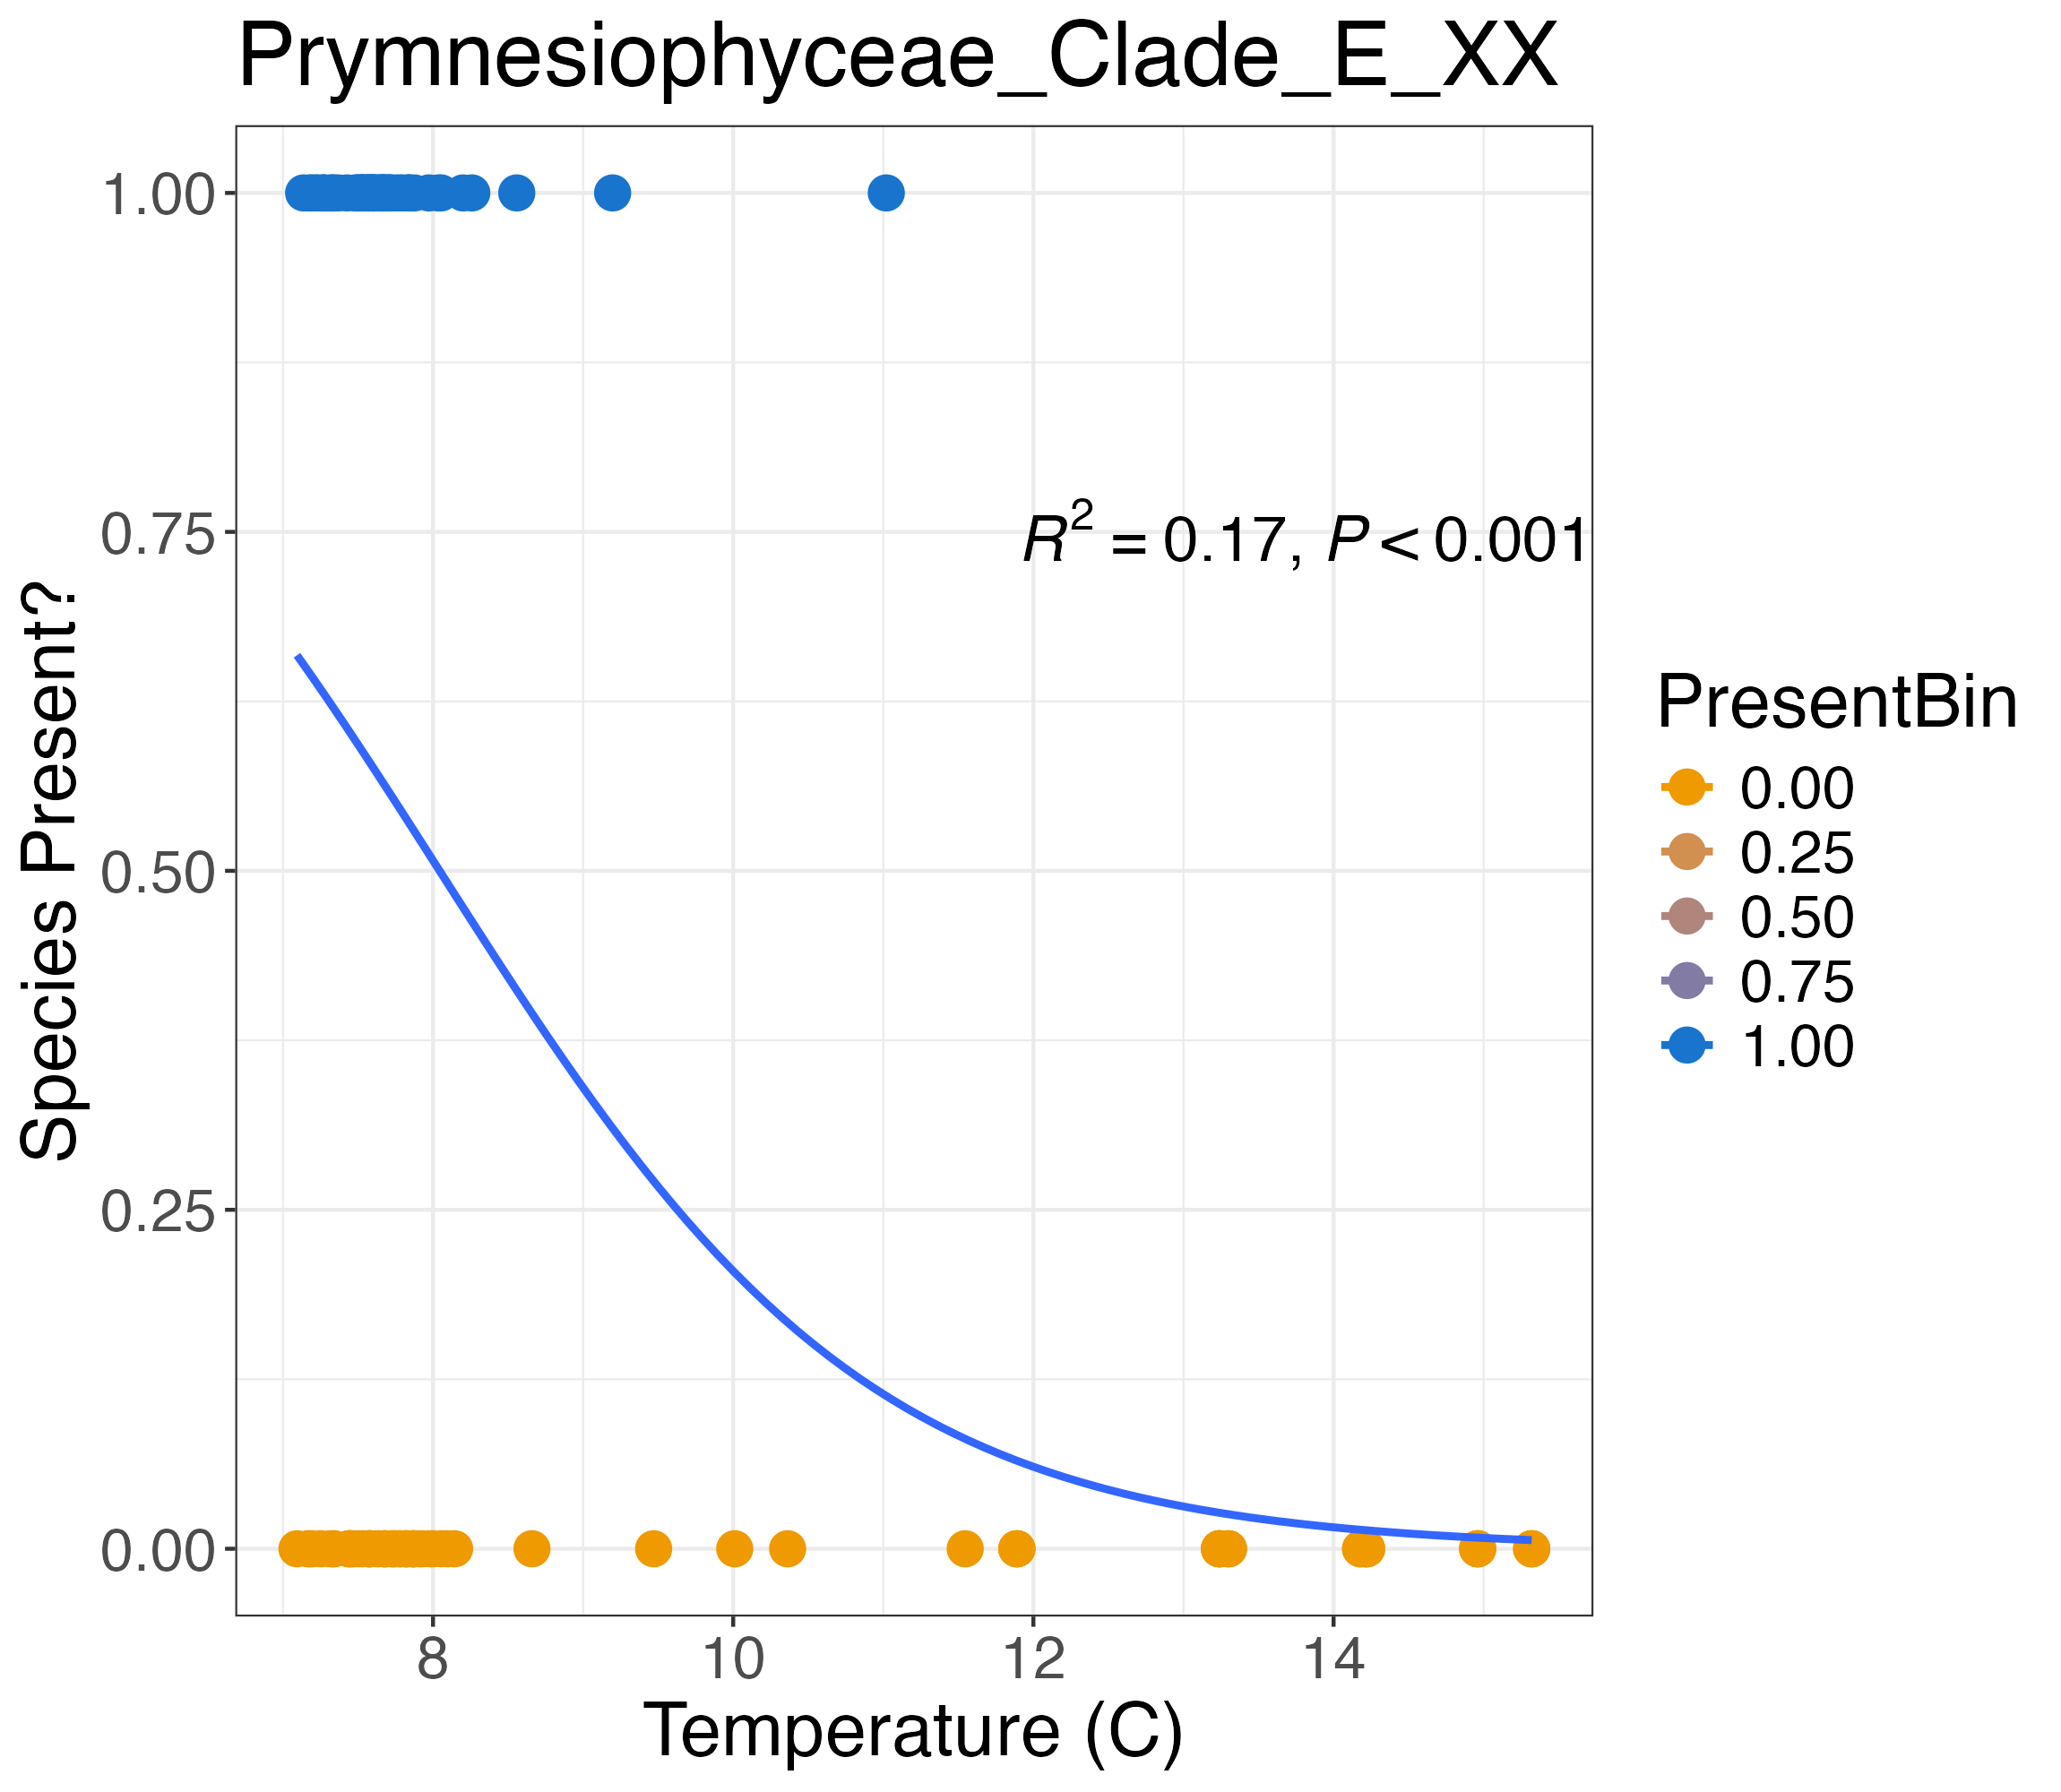 Prymnesiophyceae_Clade_E_XX
1.00
0.75
0.50
0.25
0.00
Species Present?
R² = 0.17, P < 0.001
8 10 12 14
Temperature (C)
PresentBin
0.00
0.25
0.50
0.75
1.00